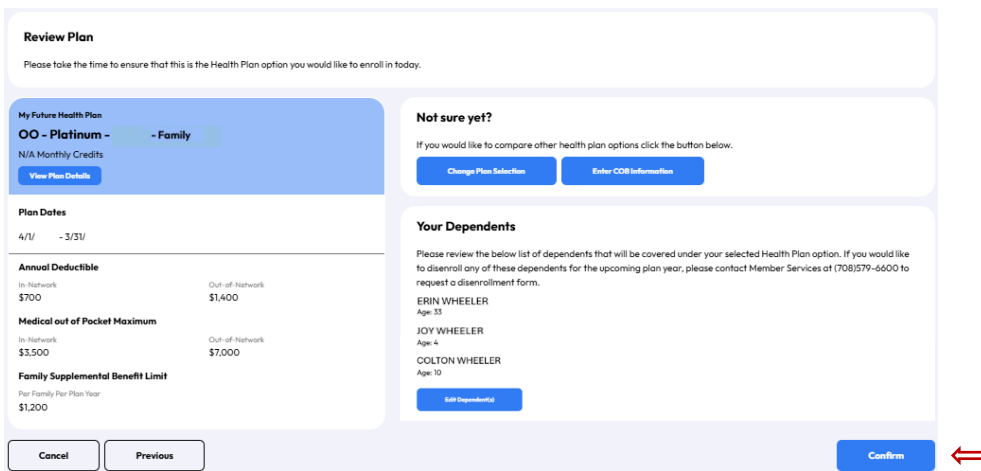 Review Plan
Please take the time to ensure that this is the Health Plan option you would like to enroll in today.
My Future Health Plan
OO - Platinum - - Family
N/A Monthly Credits
View Plan Details
Plan Dates
4/1/ - 3/31/
Annual Deductible
In-Network Out-of-Network
$700 $1,400
Medical out of Pocket Maximum
In-Network Out-of-Network
$3,500 $7,000
Family Supplemental Benefit Limit
Per Family Per Plan Year
$1,200
Not sure yet?
If you would like to compare other health plan options click the button below.
Change Plan Selection Enter COB Information
Your Dependents
Please review the below list of dependents that will be covered under your selected Health Plan option. If you would like
to disenroll any of these dependents for the upcoming plan year, please contact Member Services at (708)579-6600 to
request a disenrollment form.
ERIN WHEELER
Age: 33
JOY WHEELER
Age: 4
COLTON WHEELER
Age: 10
Edit Dependent(s)
Cancel Previous Confirm